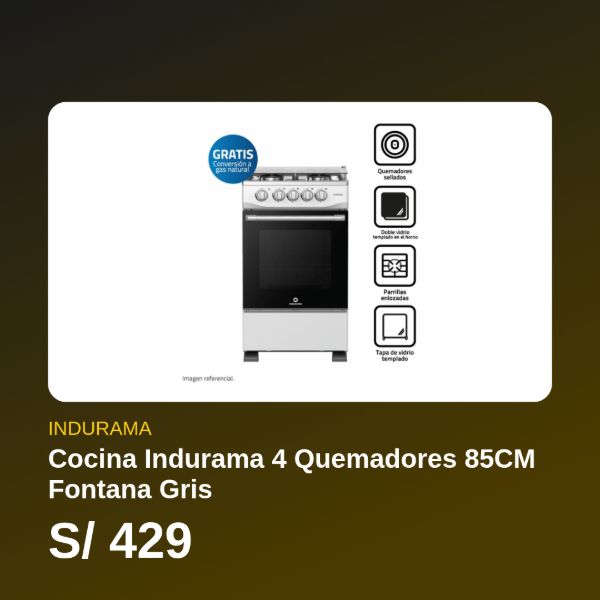 GRATIS
Conversión a
gas natural
Quemadores
sellados
Doble vidrio
templado en el horno
Parrillas
enlozadas
Tapa de vidrio
templado
Imagen referencial.
INDURAMA
Cocina Indurama 4 Quemadores 85CM
Fontana Gris
S/ 429